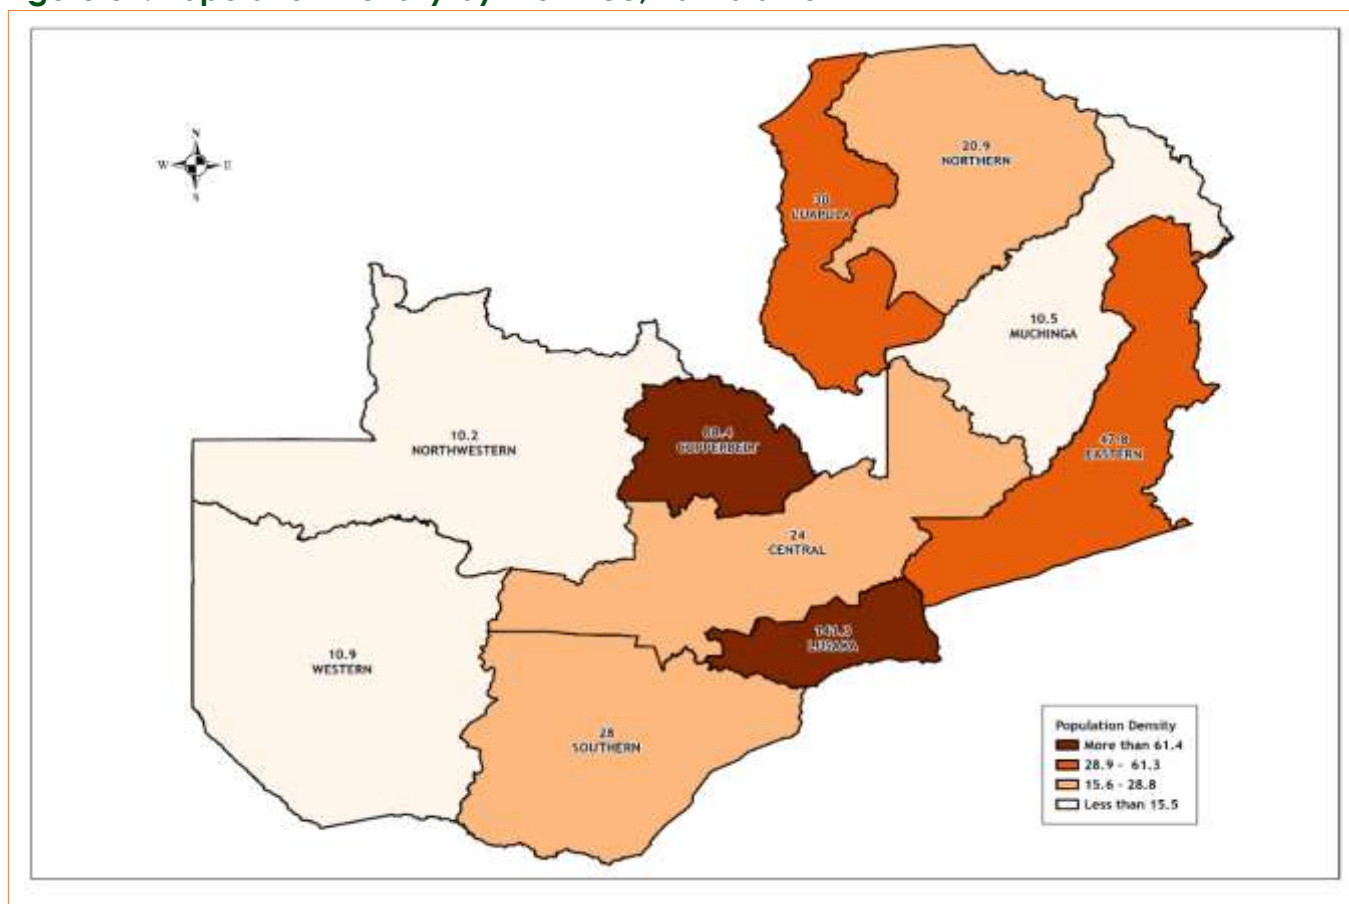 N
W E
S
20.9
NORTHERN
30
LUAPULA
10.5
MUCHINGA
10.2
NORTHWESTERN
COPPERBELT
47.8
EASTERN
24
CENTRAL
141.3
LUSAKA
10.9
WESTERN
28
SOUTHERN
Population Density
More than 61.4
28.9 - 61.3
15.6 - 28.8
Less than 15.5